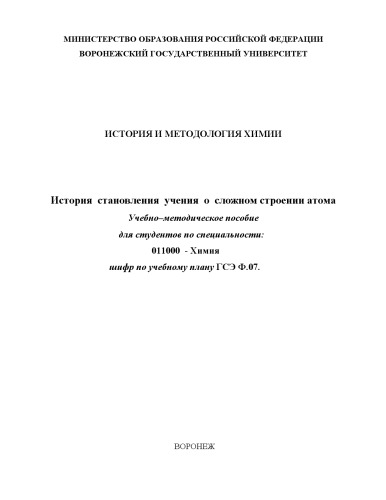 МИНИСТЕРСТВО ОБРАЗОВАНИЯ РОССИЙСКОЙ ФЕДЕРАЦИИ
ВОРОНЕЖСКИЙ ГОСУДАРСТВЕННЫЙ УНИВЕРСИТЕТ
ИСТОРИЯ И МЕТОДОЛОГИЯ ХИМИИ
История становления учения о сложном строении атома
Учебно–методическое пособие
для студентов по специальности:
011000 - Химия
шифр по учебному плану ГСЭ Ф.07.
ВОРОНЕЖ